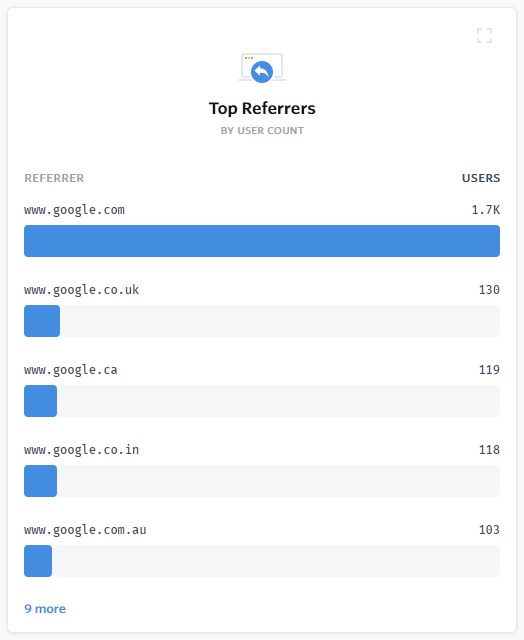 Top Referrers
BY USER COUNT
REFERRER USERS
www.google.com 1.7K
www.google.co.uk 130
www.google.ca 119
www.google.co.in 118
www.google.com.au 103
9 more